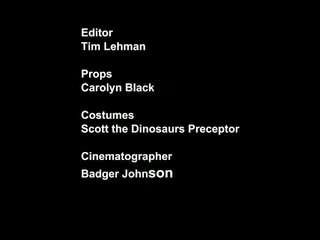 Editor
Tim Lehman
Props
Carolyn Black
Costumes
Scott the Dinosaurs Preceptor
Cinematographer
Badger Johnson